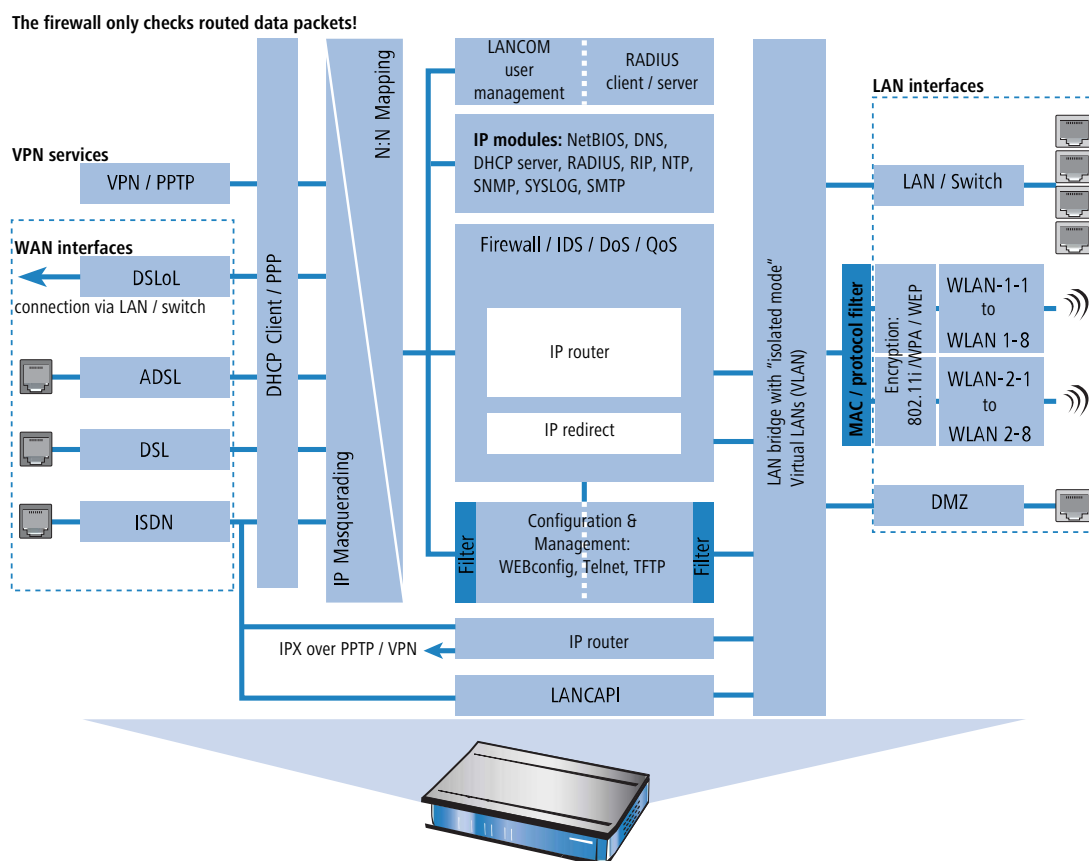 The firewall only checks routed data packets!
LANCOM
user
management
RADIUS
client / server
N:N Mapping
LAN interfaces
IP modules: NetBIOS, DNS,
DHCP server, RADIUS, RIP, NTP,
SNMP, SYSLOG, SMTP
VPN services
VPN / PPTP
LAN / Switch
WAN interfaces
DSLoL
connection via LAN / switch
ADSL
DSL
ISDN
DHCP Client / PPP
IP Masquerading
Firewall / IDS / DoS / QoS
IP router
IP redirect
Filter
Configuration &
Management:
WEBconfig, Telnet, TFTP
Filter
LAN bridge with "isolated mode"
Virtual LANs (VLAN)
MAC / protocol filter
Encryption:
802.11i /WPA / WEP
WLAN-1-1
to
WLAN 1-8
WLAN-2-1
to
WLAN 2-8
DMZ
IPX over PPTP / VPN
IP router
LANCAPI